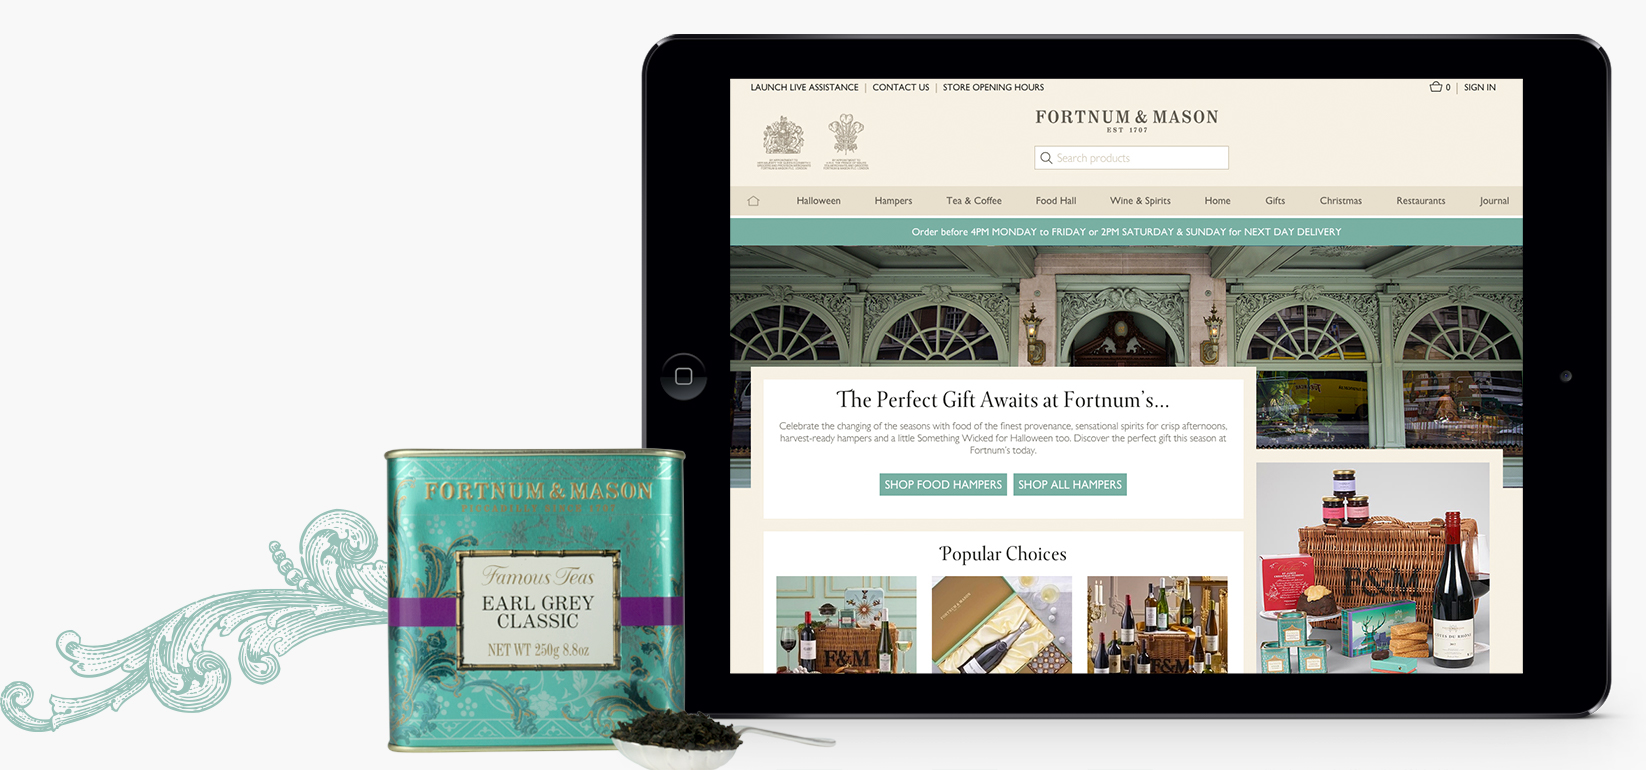 LAUNCH LIVE ASSISTANCE | CONTACT US | STORE OPENING HOURS
0 | SIGN IN
FORTNUM & MASON
EST 1707
Search products
Halloween Hampers Tea & Coffee Food Hall Wine & Spirits Home Gifts Christmas Restaurants Journal
Order before 4PM MONDAY to FRIDAY or 2PM SATURDAY & SUNDAY for NEXT DAY DELIVERY
The Perfect Gift Awaits at Fortnum's...
Celebrate the changing of the seasons with food of the finest provenance, sensational spirits for crisp afternoons,
harvest-ready hampers and a little Something Wicked for Halloween too. Discover the perfect gift this season at
Fortnum's today.
SHOP FOOD HAMPERS SHOP ALL HAMPERS
Popular Choices
F&M
F&M
F&M
CÔTES DU RHÔNE
FORTNUM & MASON
PICCADILLY SINCE 1707
Famous Teas
EARL GREY
CLASSIC
NET WT 250g 8.8oz